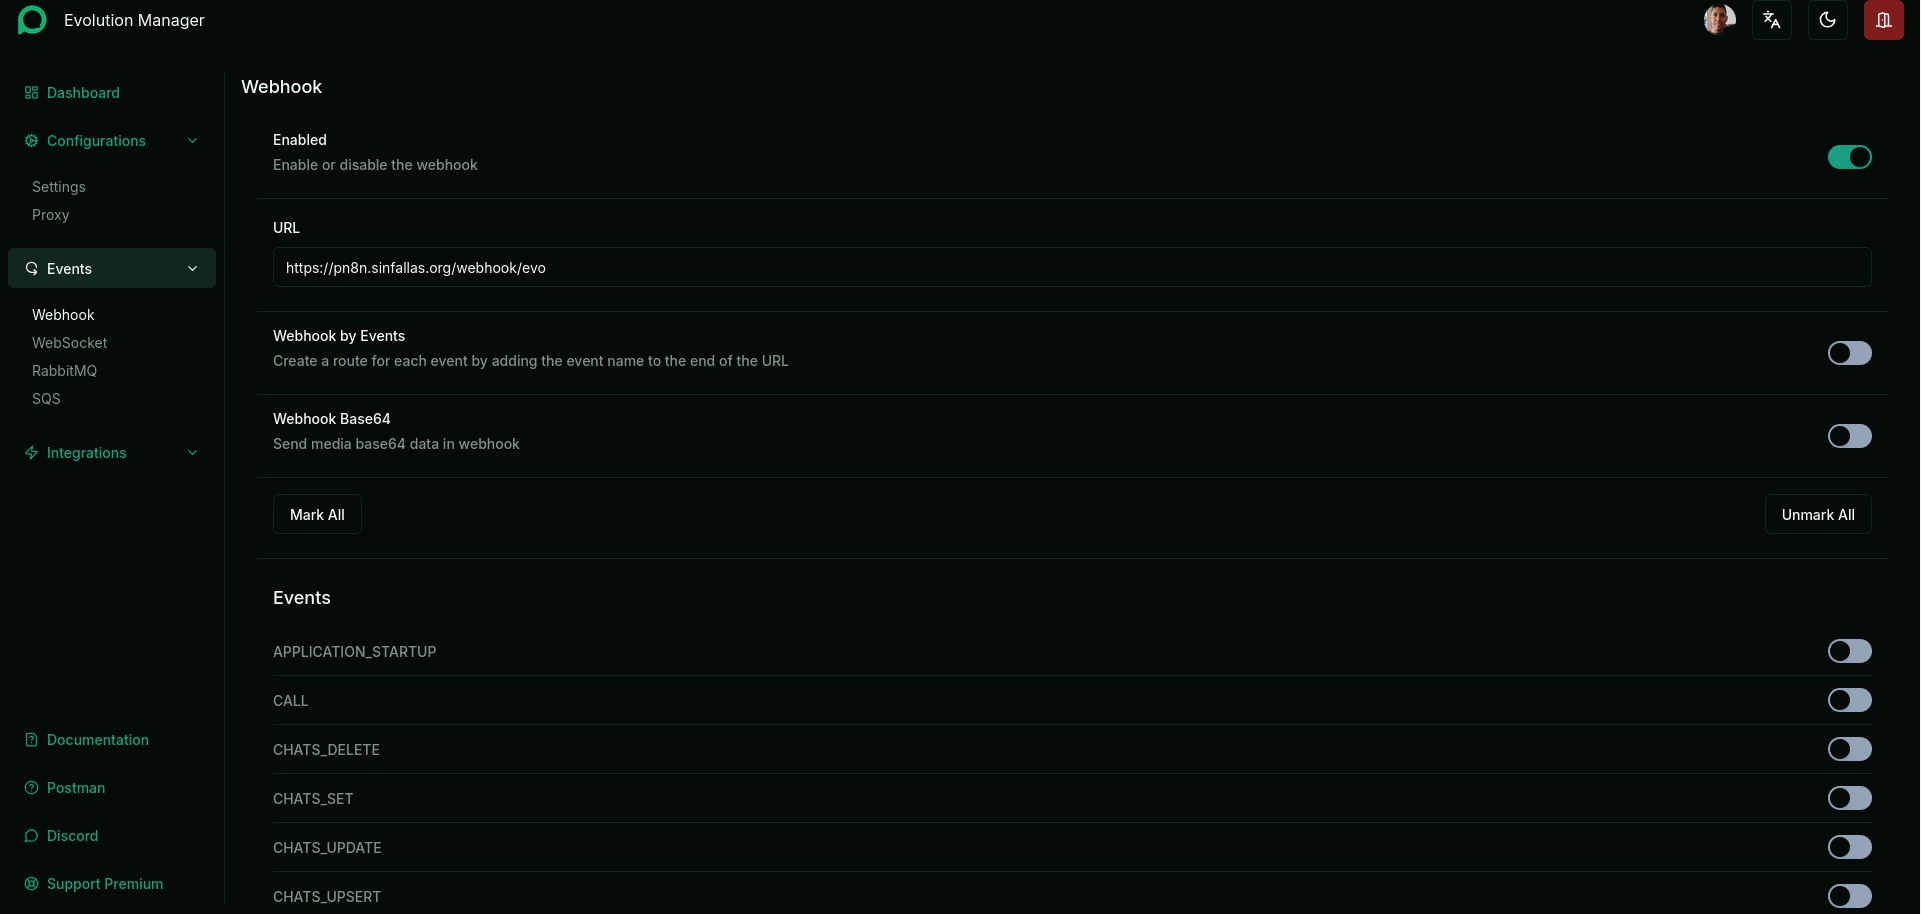 Evolution Manager
Dashboard
Configurations
Settings
Proxy
Events
Webhook
WebSocket
RabbitMQ
SQS
Integrations
Documentation
Postman
Discord
Support Premium
Webhook
Enabled
Enable or disable the webhook
URL
https://pn8n.sinfallas.org/webhook/evo
Webhook by Events
Create a route for each event by adding the event name to the end of the URL
Webhook Base64
Send media base64 data in webhook
Mark All
Unmark All
Events
APPLICATION_STARTUP
CALL
CHATS_DELETE
CHATS_SET
CHATS_UPDATE
CHATS_UPSERT